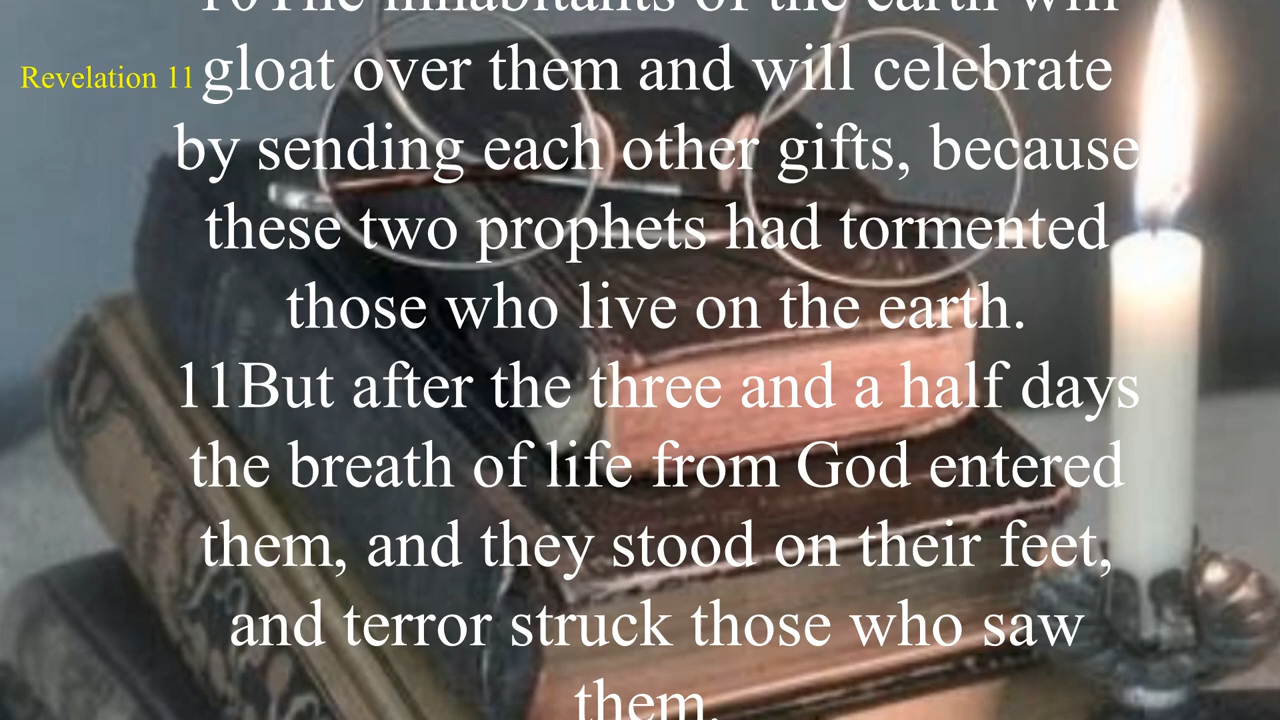 10The inhabitants of the earth will
Revelation 11
gloat over them and will celebrate
by sending each other gifts, because
these two prophets had tormented
those who live on the earth.
11But after the three and a half days
the breath of life from God entered
them, and they stood on their feet,
and terror struck those who saw
them.